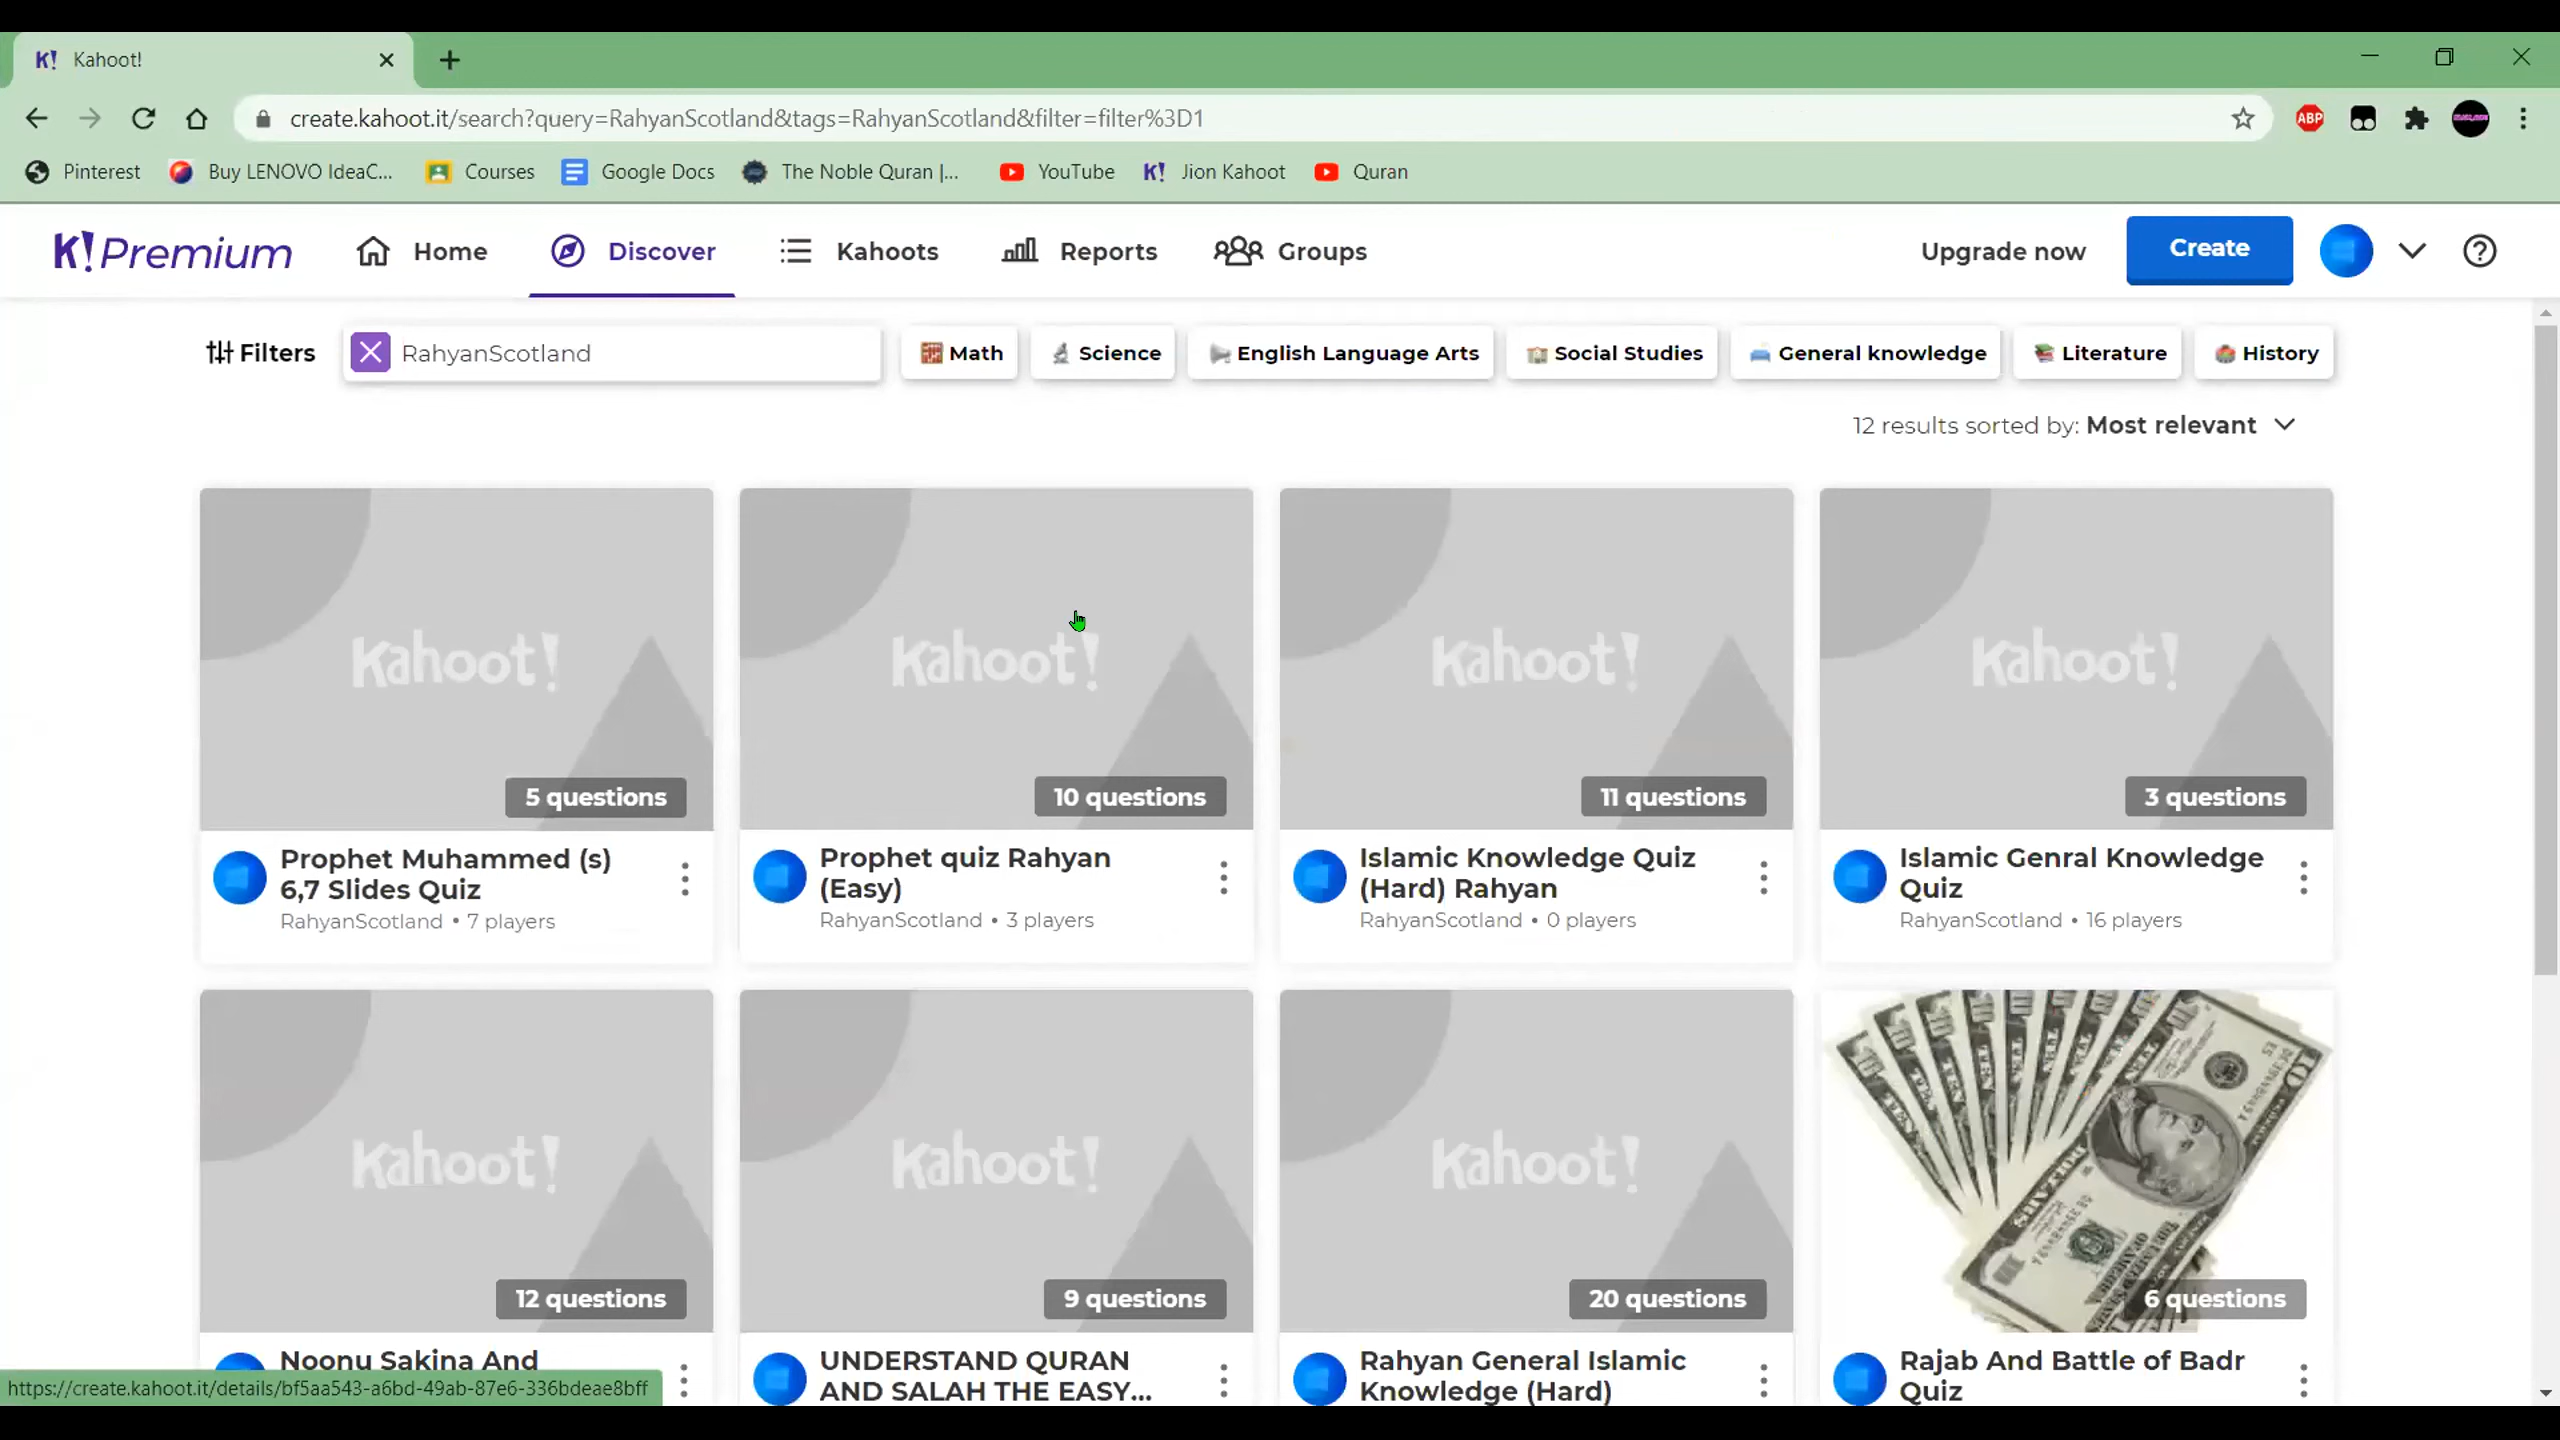 K! Kahoot!
create.kahoot.it/search?query=RahyanScotland&tags=RahyanScotland&filter=filter%3D1
ABP
Pinterest Buy LENOVO IdeaC... Courses Google Docs The Noble Quran |... YouTube K! Jion Kahoot Quran
K! Premium Home Discover Kahoots Reports Groups Upgrade now Create
Filters RahyanScotland Math Science English Language Arts Social Studies General knowledge Literature History
12 results sorted by: Most relevant
Kahoot! Kahoot! Kahoot! Kahoot!
5 questions 10 questions 11 questions 3 questions
Prophet Muhammed (s)
6,7 Slides Quiz
RahyanScotland • 7 players
Prophet quiz Rahyan
(Easy)
RahyanScotland • 3 players
Islamic Knowledge Quiz
(Hard) Rahyan
RahyanScotland • 0 players
Islamic Genral Knowledge
Quiz
RahyanScotland • 16 players
Kahoot! Kahoot! Kahoot!
12 questions 9 questions 20 questions 6 questions
Noonu Sakina And
UNDERSTAND QURAN
AND SALAH THE EASY...
Rahyan General Islamic
Knowledge (Hard)
Rajab And Battle of Badr
Quiz
https://create.kahoot.it/details/bf5aa543-a6bd-49ab-87e6-336bdeae8bff